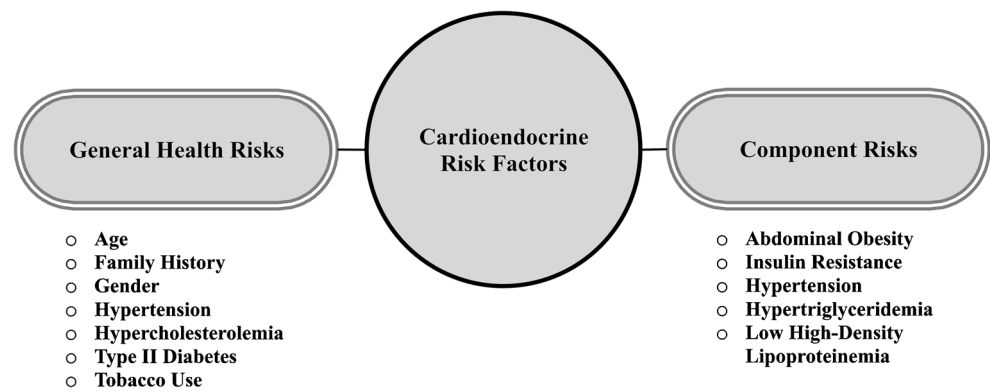 General Health Risks
Age
Family History
Gender
Hypertension
Hypercholesterolemia
Type II Diabetes
Tobacco Use
Cardioendocrine
Risk Factors
Component Risks
Abdominal Obesity
Insulin Resistance
Hypertension
Hypertriglyceridemia
Low High-Density
Lipoproteinemia